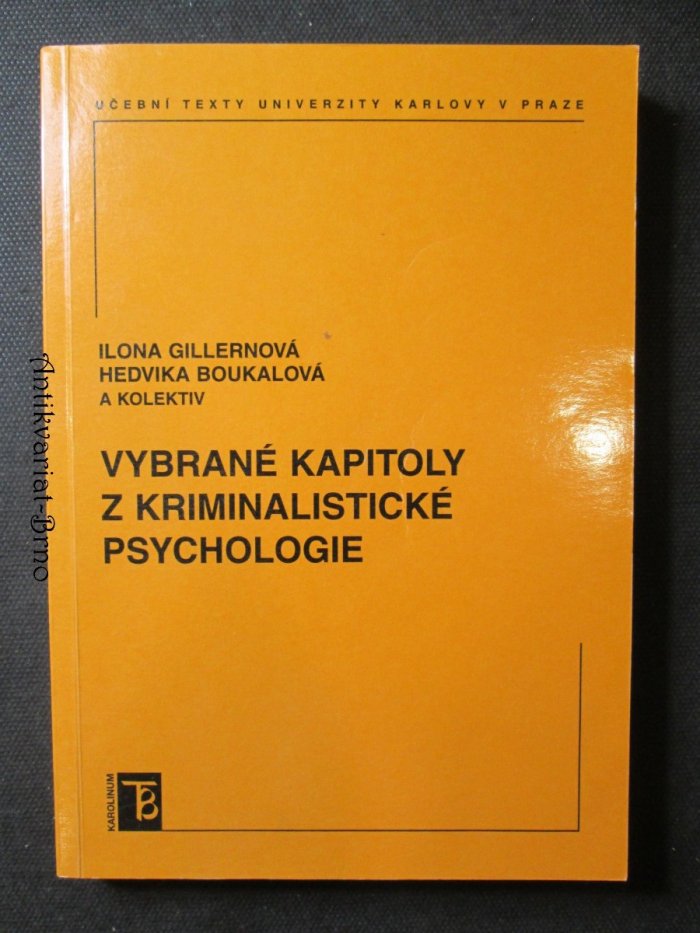 UČEBNÍ TEXTY UNIVERZITY KARLOVY V PRAZE
ILONA GILLERNOVÁ
HEDVIKA BOUKALOVÁ
A KOLEKTIV
VYBRANÉ KAPITOLY
Z KRIMINALISTICKÉ
PSYCHOLOGIE
KAROLINUM
Antikvariat-Brno